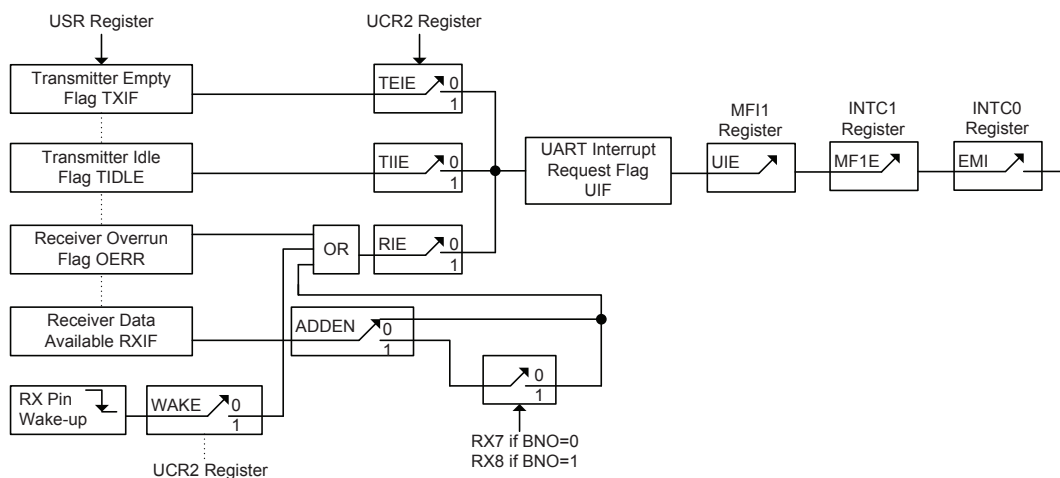 USR Register
UCR2 Register
Transmitter Empty
Flag TXIF
TEIE
0
1
MFI1
Register
INTC1
Register
INTC0
Register
Transmitter Idle
Flag TIDLE
TIIE
0
1
UART Interrupt
Request Flag
UIF
UIE
MF1E
EMI
Receiver Overrun
Flag OERR
OR
RIE
0
1
Receiver Data
Available RXIF
ADDEN
0
1
0
1
RX Pin
Wake-up
WAKE
0
1
RX7 if BNO=0
RX8 if BNO=1
UCR2 Register